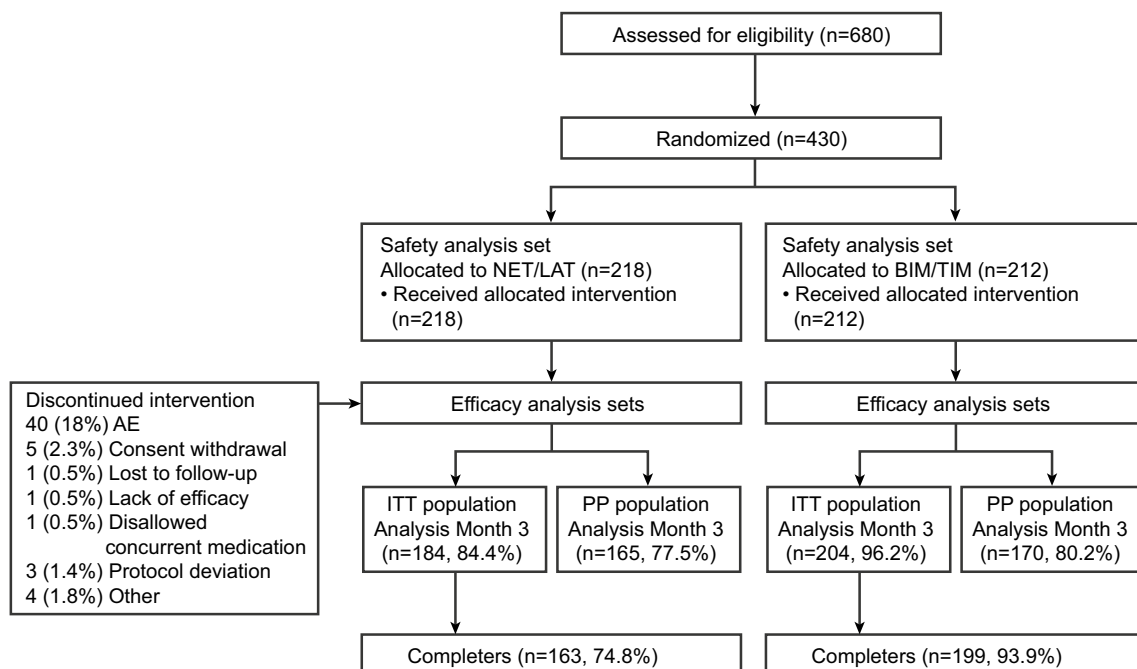 Assessed for eligibility (n=680)
Randomized (n=430)
Safety analysis set
Allocated to NET/LAT (n=218)
• Received allocated intervention
(n=218)
Safety analysis set
Allocated to BIM/TIM (n=212)
• Received allocated intervention
(n=212)
Discontinued intervention
40 (18%) AE
5 (2.3%) Consent withdrawal
1 (0.5%) Lost to follow-up
1 (0.5%) Lack of efficacy
1 (0.5%) Disallowed
concurrent medication
3 (1.4%) Protocol deviation
4 (1.8%) Other
Efficacy analysis sets
Efficacy analysis sets
ITT population
Analysis Month 3
(n=184, 84.4%)
PP population
Analysis Month 3
(n=165, 77.5%)
ITT population
Analysis Month 3
(n=204, 96.2%)
PP population
Analysis Month 3
(n=170, 80.2%)
Completers (n=163, 74.8%)
Completers (n=199, 93.9%)